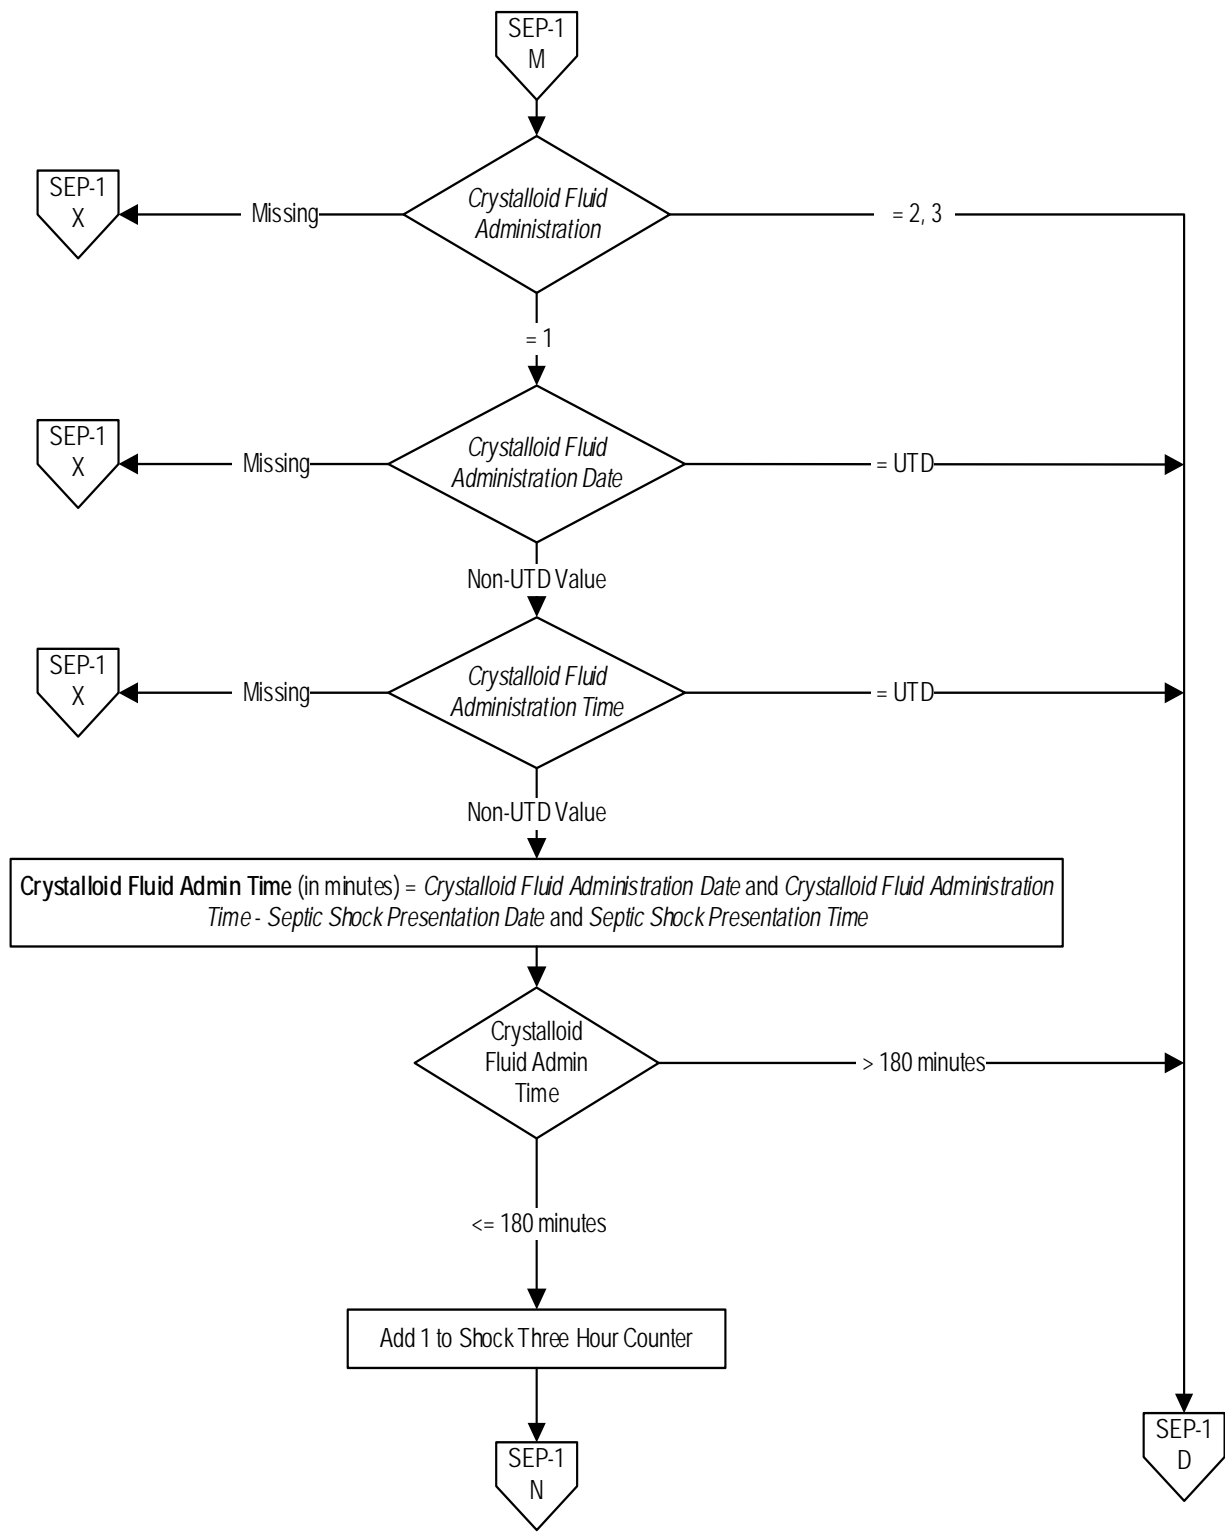 SEP-1
M
SEP-1
X
Missing
Crystalloid Fluid
Administration
= 2, 3
= 1
SEP-1
X
Missing
Crystalloid Fluid
Administration Date
= UTD
Non-UTD Value
SEP-1
X
Missing
Crystalloid Fluid
Administration Time
= UTD
Non-UTD Value
Crystalloid Fluid Admin Time (in minutes) = Crystalloid Fluid Administration Date and Crystalloid Fluid Administration
Time - Septic Shock Presentation Date and Septic Shock Presentation Time
Crystalloid
Fluid Admin
Time
> 180 minutes
<= 180 minutes
Add 1 to Shock Three Hour Counter
SEP-1
N
SEP-1
D